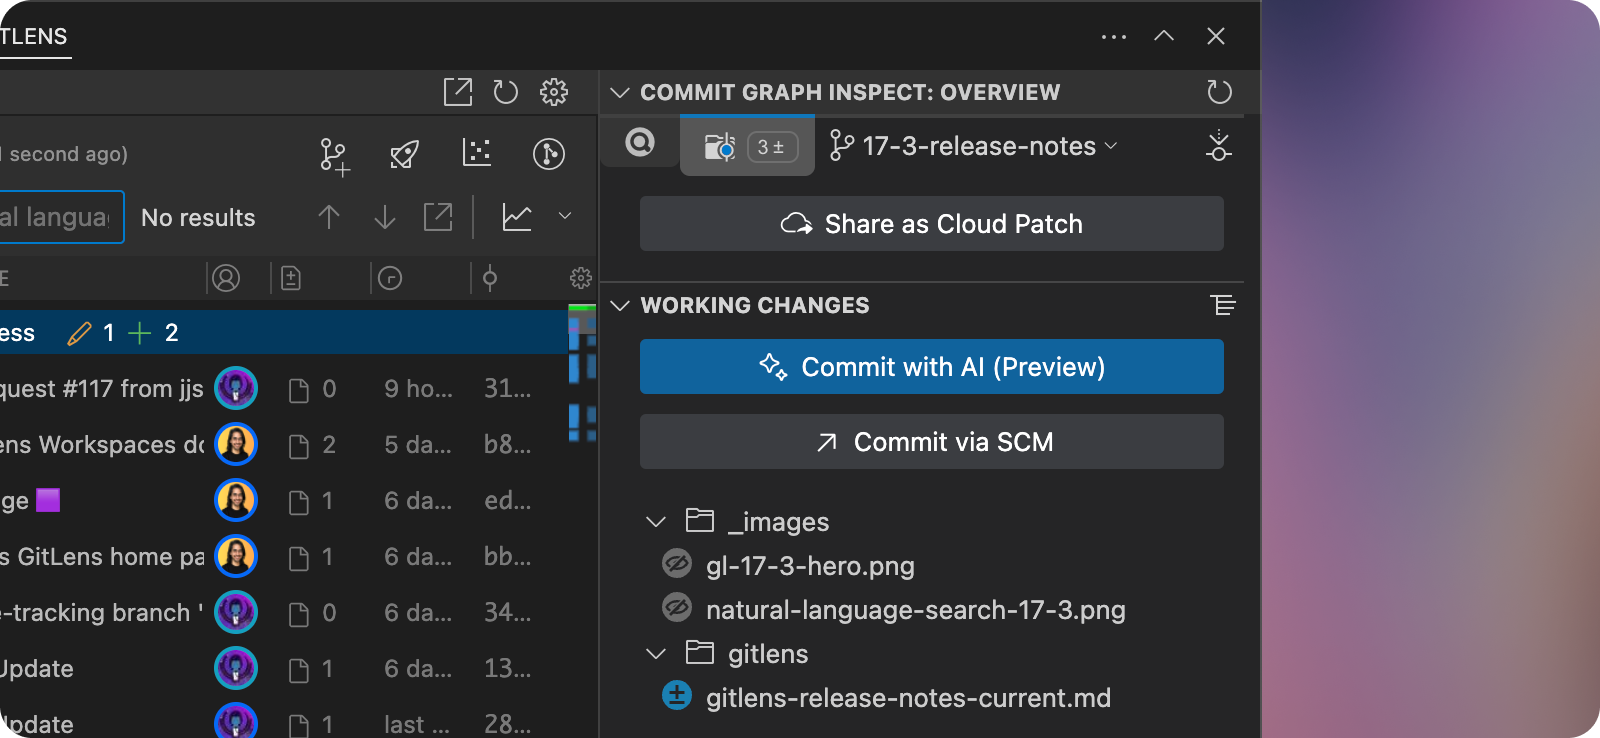 TLENS
second ago)
al langua
No results
ess 1 + 2
quest #117 from jjs 0 9 ho... 31...
ens Workspaces do 2 5 da... b8...
ge 1 6 da... ed...
s GitLens home pa 1 6 da... bb...
e-tracking branch ' 0 6 da... 34...
Update 1 6 da... 13...
Update 1 last ... 28...
COMMIT GRAPH INSPECT: OVERVIEW
3 ±
17-3-release-notes
Share as Cloud Patch
WORKING CHANGES
Commit with AI (Preview)
Commit via SCM
_images
gl-17-3-hero.png
natural-language-search-17-3.png
gitlens
gitlens-release-notes-current.md